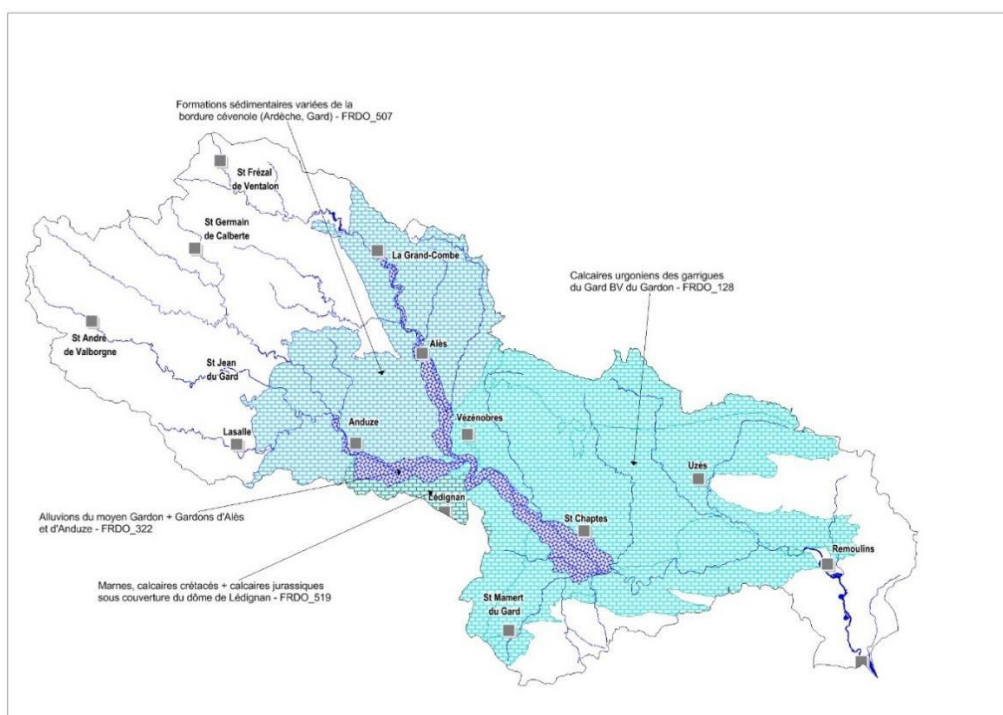 Formations sédimentaires variées de la
bordure cévenole (Ardèche, Gard) - FRDO_507
St Frézal
de Ventalon
St Germain
de Calberte
La Grand-Combe
Calcaires urgoniens des garrigues
du Gard BV du Gardon - FRDO_128
St André
de Valborgne
Alès
St Jean
du Gard
Anduze
Vézénobres
Lasalle
Uzés
Lédignan
Alluvions du moyen Gardon + Gardons d'Alès
et d'Anduze - FRDO_322
St Chaptes
Remoulins
Marnes, calcaires crétacés + calcaires jurassiques
sous couverture du dôme de Lédignan - FRDO_519
St Mamert
du Gard